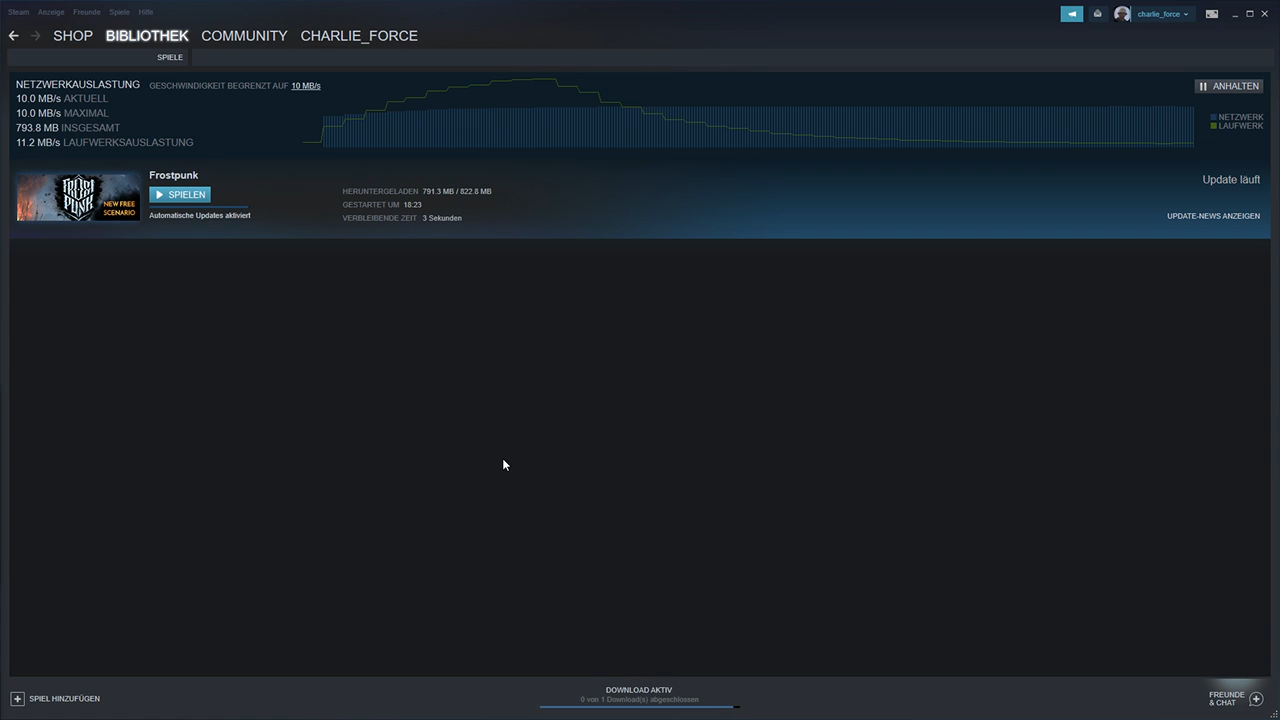 Steam Anzeige Freunde Spiele Hilfe
charlie_force
SHOP BIBLIOTHEK COMMUNITY CHARLIE_FORCE
SPIELE
NETZWERKAUSLASTUNG GESCHWINDIGKEIT BEGRENZT AUF 10 MB/s
ANHALTEN
10.0 MB/s AKTUELL
10.0 MB/s MAXIMAL
793.8 MB INSGESAMT
11.2 MB/s LAUFWERKSAUSLASTUNG
NETZWERK
LAUFWERK
FROST PUNK
NEW FREE
SCENARIO
Frostpunk
SPIELEN
Automatische Updates aktiviert
HERUNTERGELADEN 791.3 MB / 822.8 MB
GESTARTET UM 18:23
VERBLEIBENDE ZEIT 3 Sekunden
Update läuft
UPDATE-NEWS ANZEIGEN
SPIEL HINZUFÜGEN
DOWNLOAD AKTIV
0 von 1 Download(s) abgeschlossen
FREUNDE
& CHAT